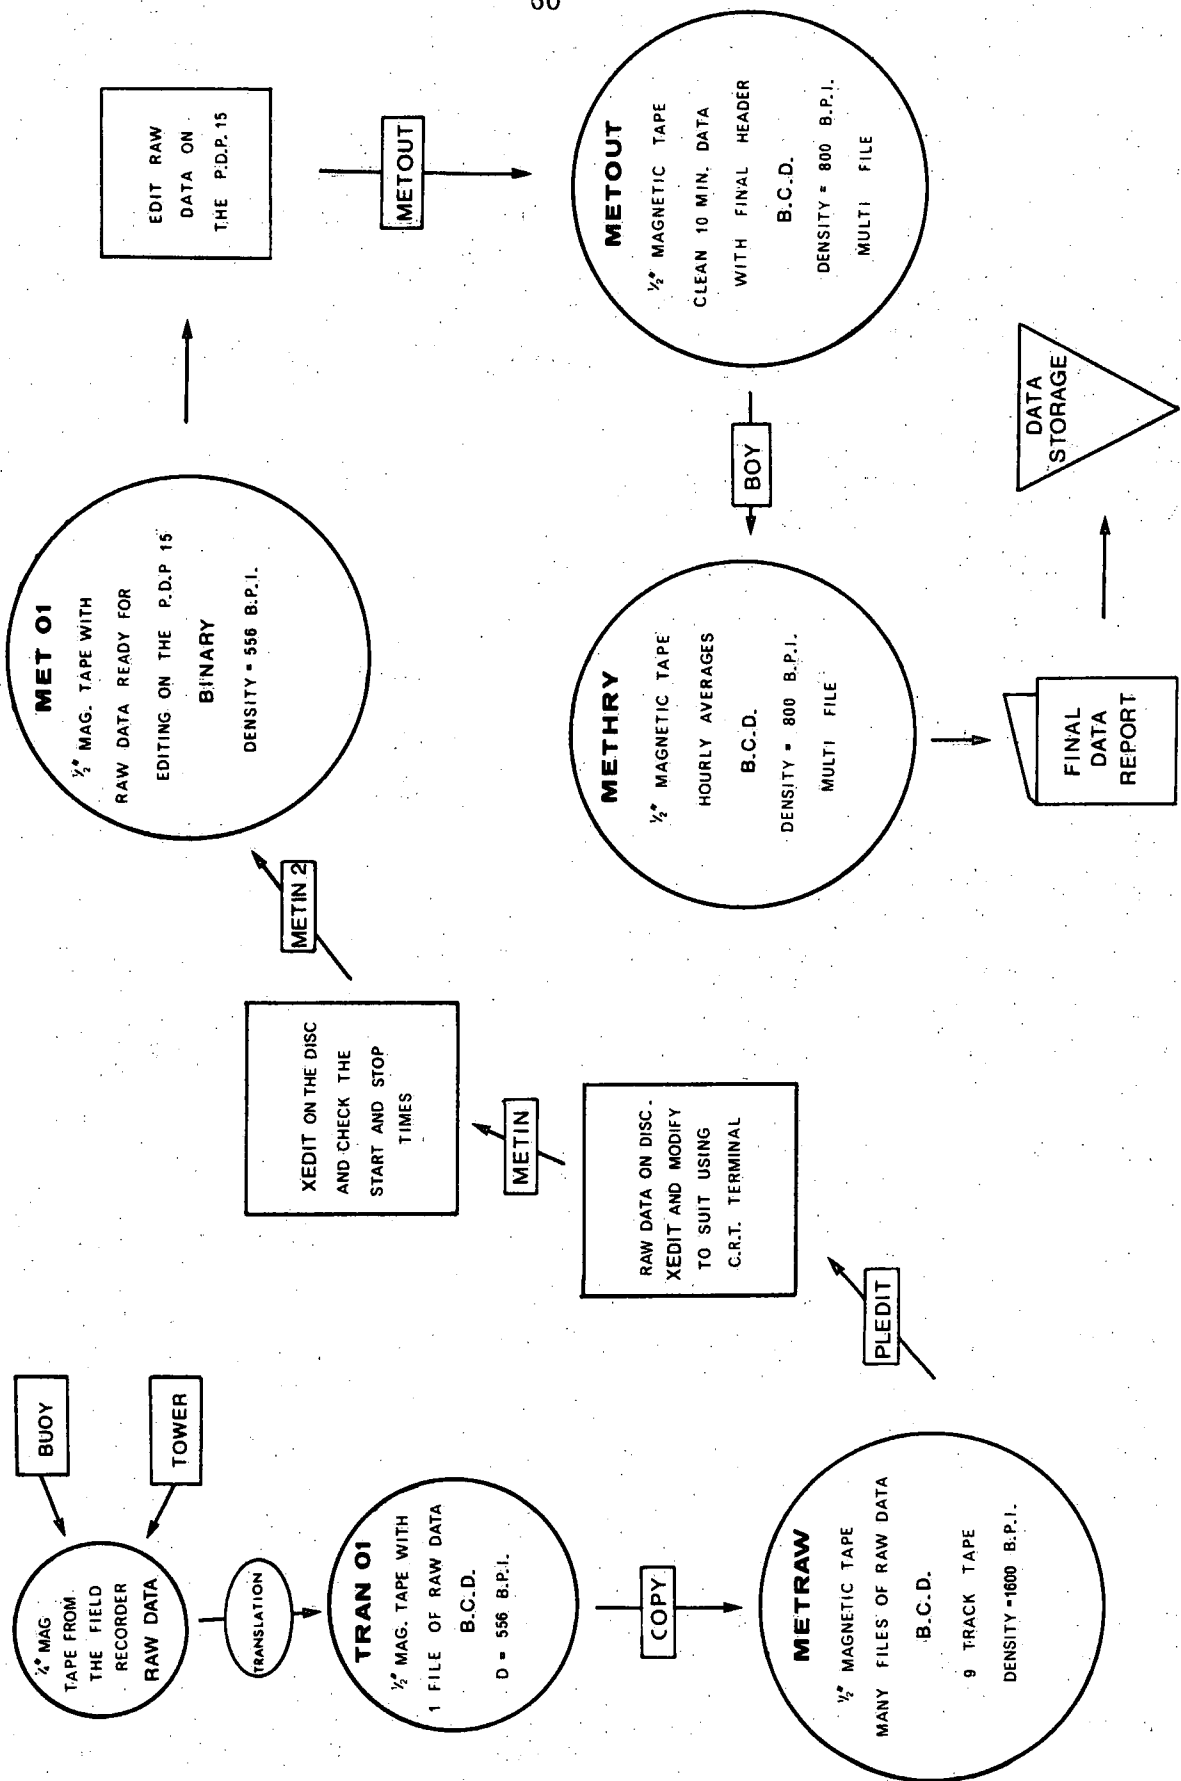 60
BUOY
TOWER
¼" MAG
TAPE FROM
THE FIELD
RECORDER
RAW DATA
TRANSLATION
TRAN 01
½" MAG. TAPE WITH
1 FILE OF RAW DATA
B.C.D.
D = 556 B.P.I.
COPY
METRAW
½" MAGNETIC TAPE
MANY FILES OF RAW DATA
B.C.D.
9 TRACK TAPE
DENSITY = 1600 B.P.I.
PLEDIT
RAW DATA ON DISC.
XEDIT AND MODIFY
TO SUIT USING
C.R.T. TERMINAL
METIN
XEDIT ON THE DISC
AND CHECK THE
START AND STOP
TIMES
METIN 2
MET 01
½" MAG. TAPE WITH
RAW DATA READY FOR
EDITING ON THE P.D.P 15
BINARY
DENSITY = 556 B.P.I.
EDIT RAW
DATA ON
THE P.D.P. 15
METOUT
METOUT
½" MAGNETIC TAPE
CLEAN 10 MIN. DATA
WITH FINAL HEADER
B.C.D.
DENSITY = 800 B.P.I.
MULTI FILE
BOY
METHRY
½" MAGNETIC TAPE
HOURLY AVERAGES
B.C.D.
DENSITY = 800 B.P.I.
MULTI FILE
FINAL
DATA
REPORT
DATA
STORAGE